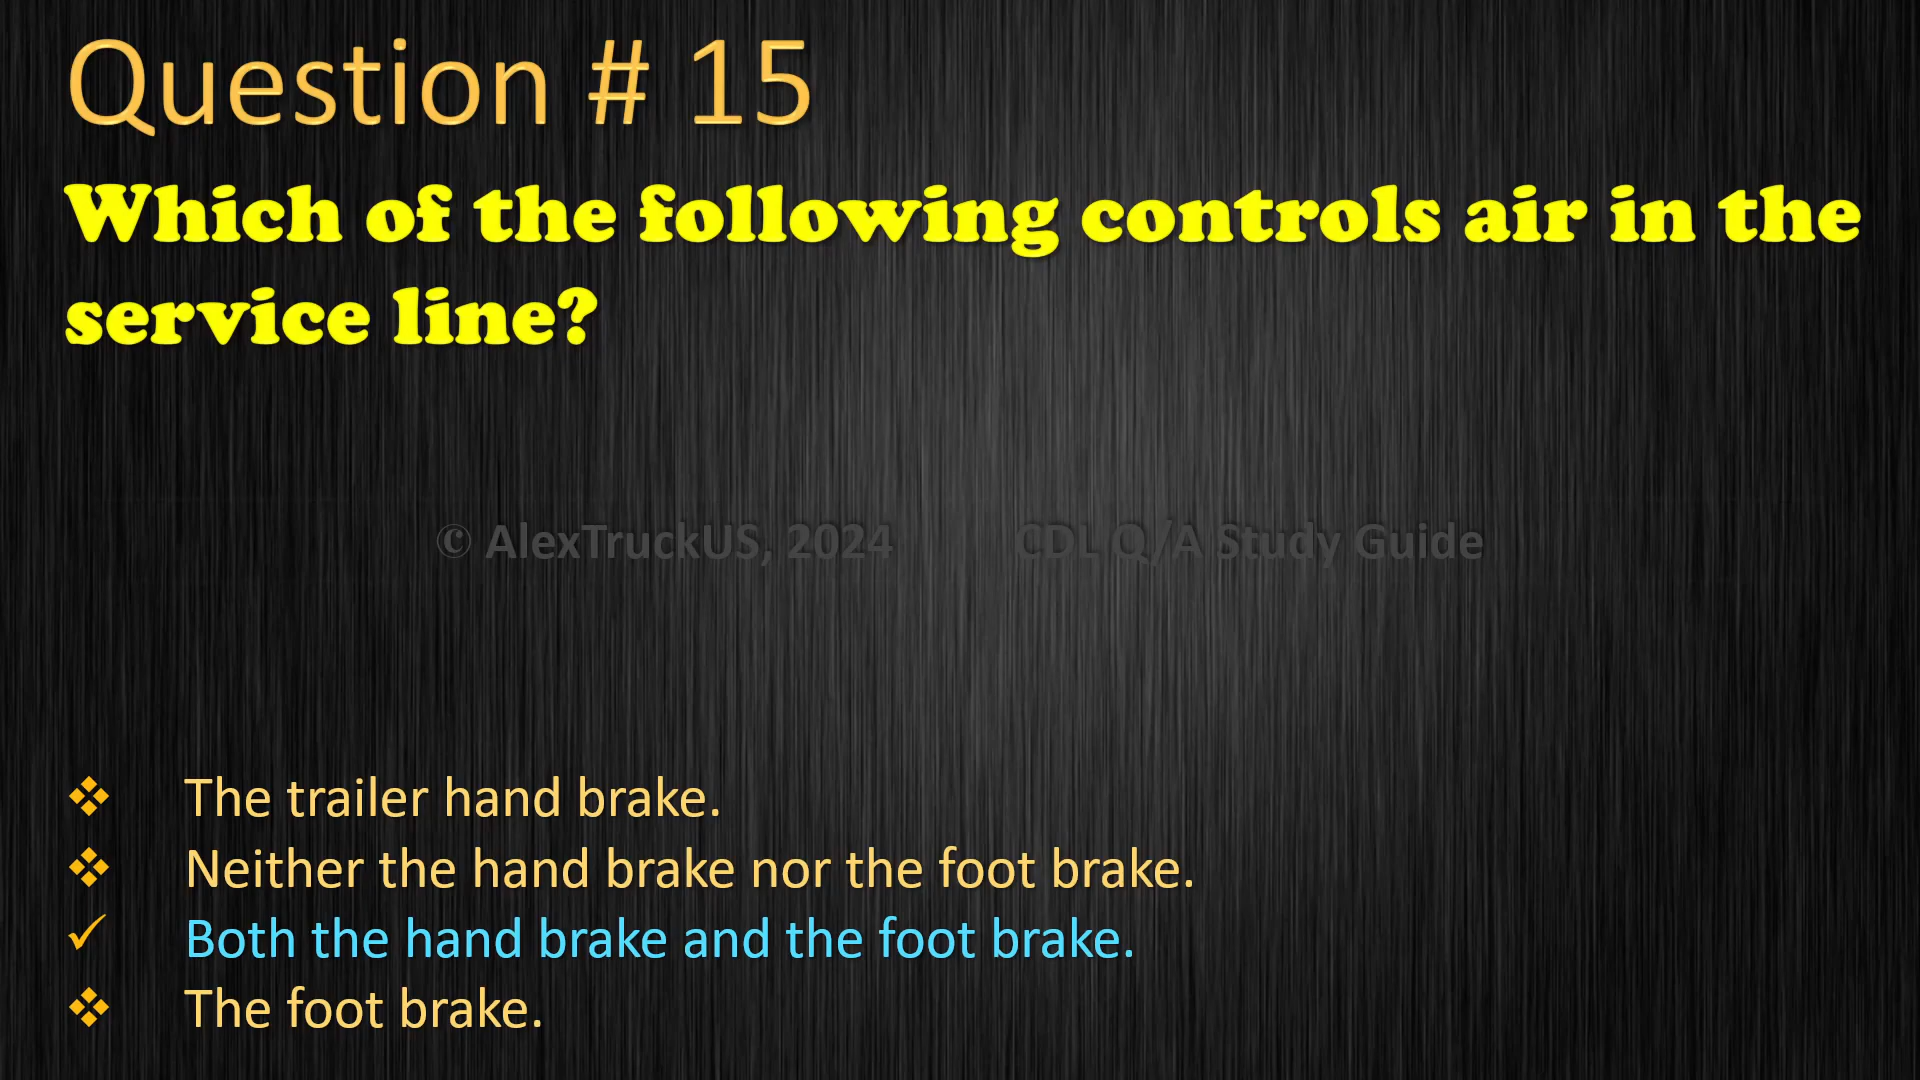 Question # 15
Which of the following controls air in the
service line?
© AlexTruckUS, 2024 CDL Q/A Study Guide
❖ The trailer hand brake.
❖ Neither the hand brake nor the foot brake.
✓ Both the hand brake and the foot brake.
❖ The foot brake.